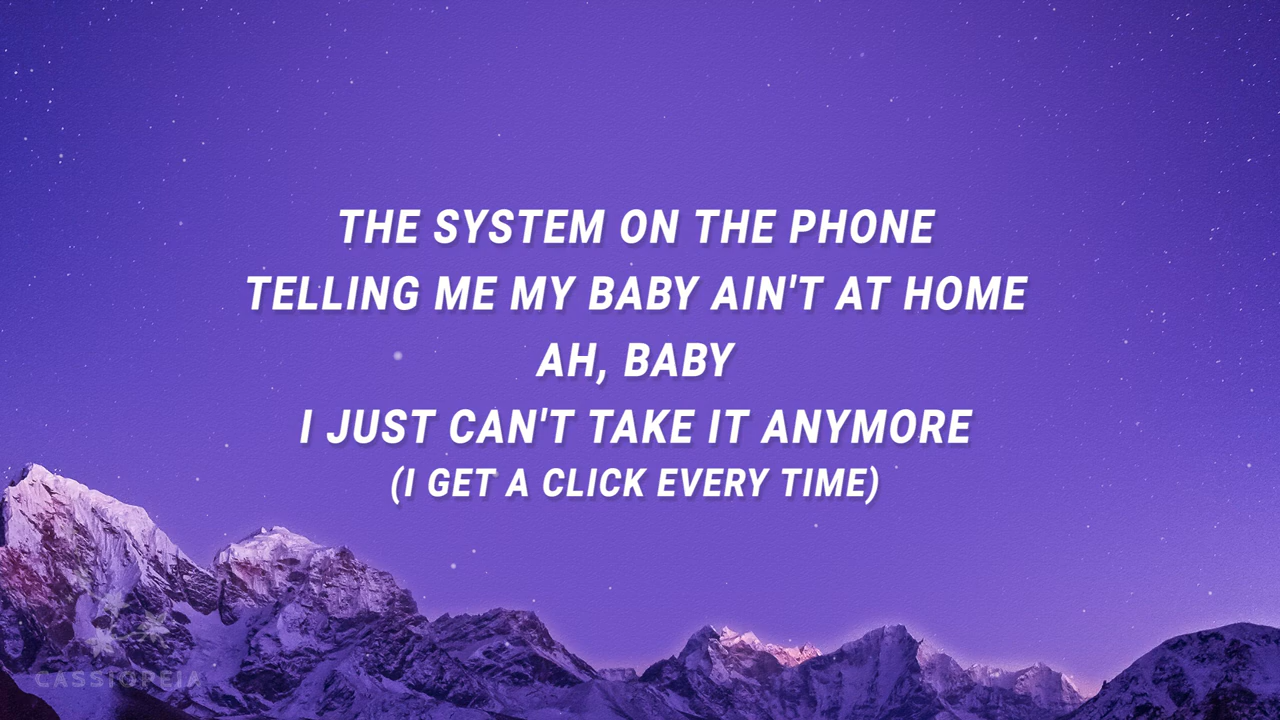 THE SYSTEM ON THE PHONE
TELLING ME MY BABY AIN'T AT HOME
AH, BABY
I JUST CAN'T TAKE IT ANYMORE
(I GET A CLICK EVERY TIME)
CASSIOPEIA